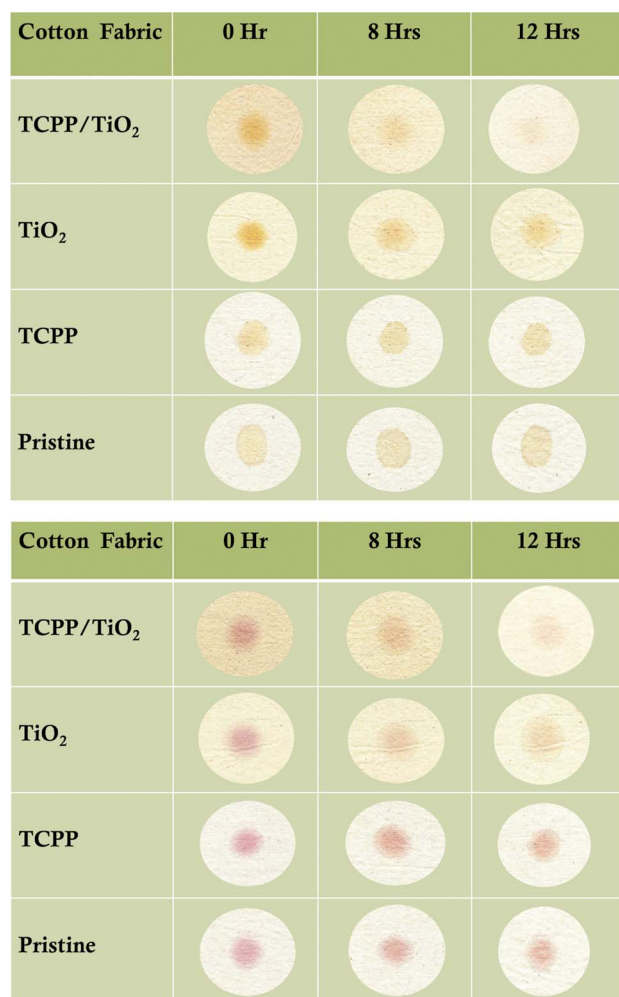 Cotton Fabric 0 Hr 8 Hrs 12 Hrs
TCPP/TiO₂
TiO₂
TCPP
Pristine
Cotton Fabric 0 Hr 8 Hrs 12 Hrs
TCPP/TiO₂
TiO₂
TCPP
Pristine